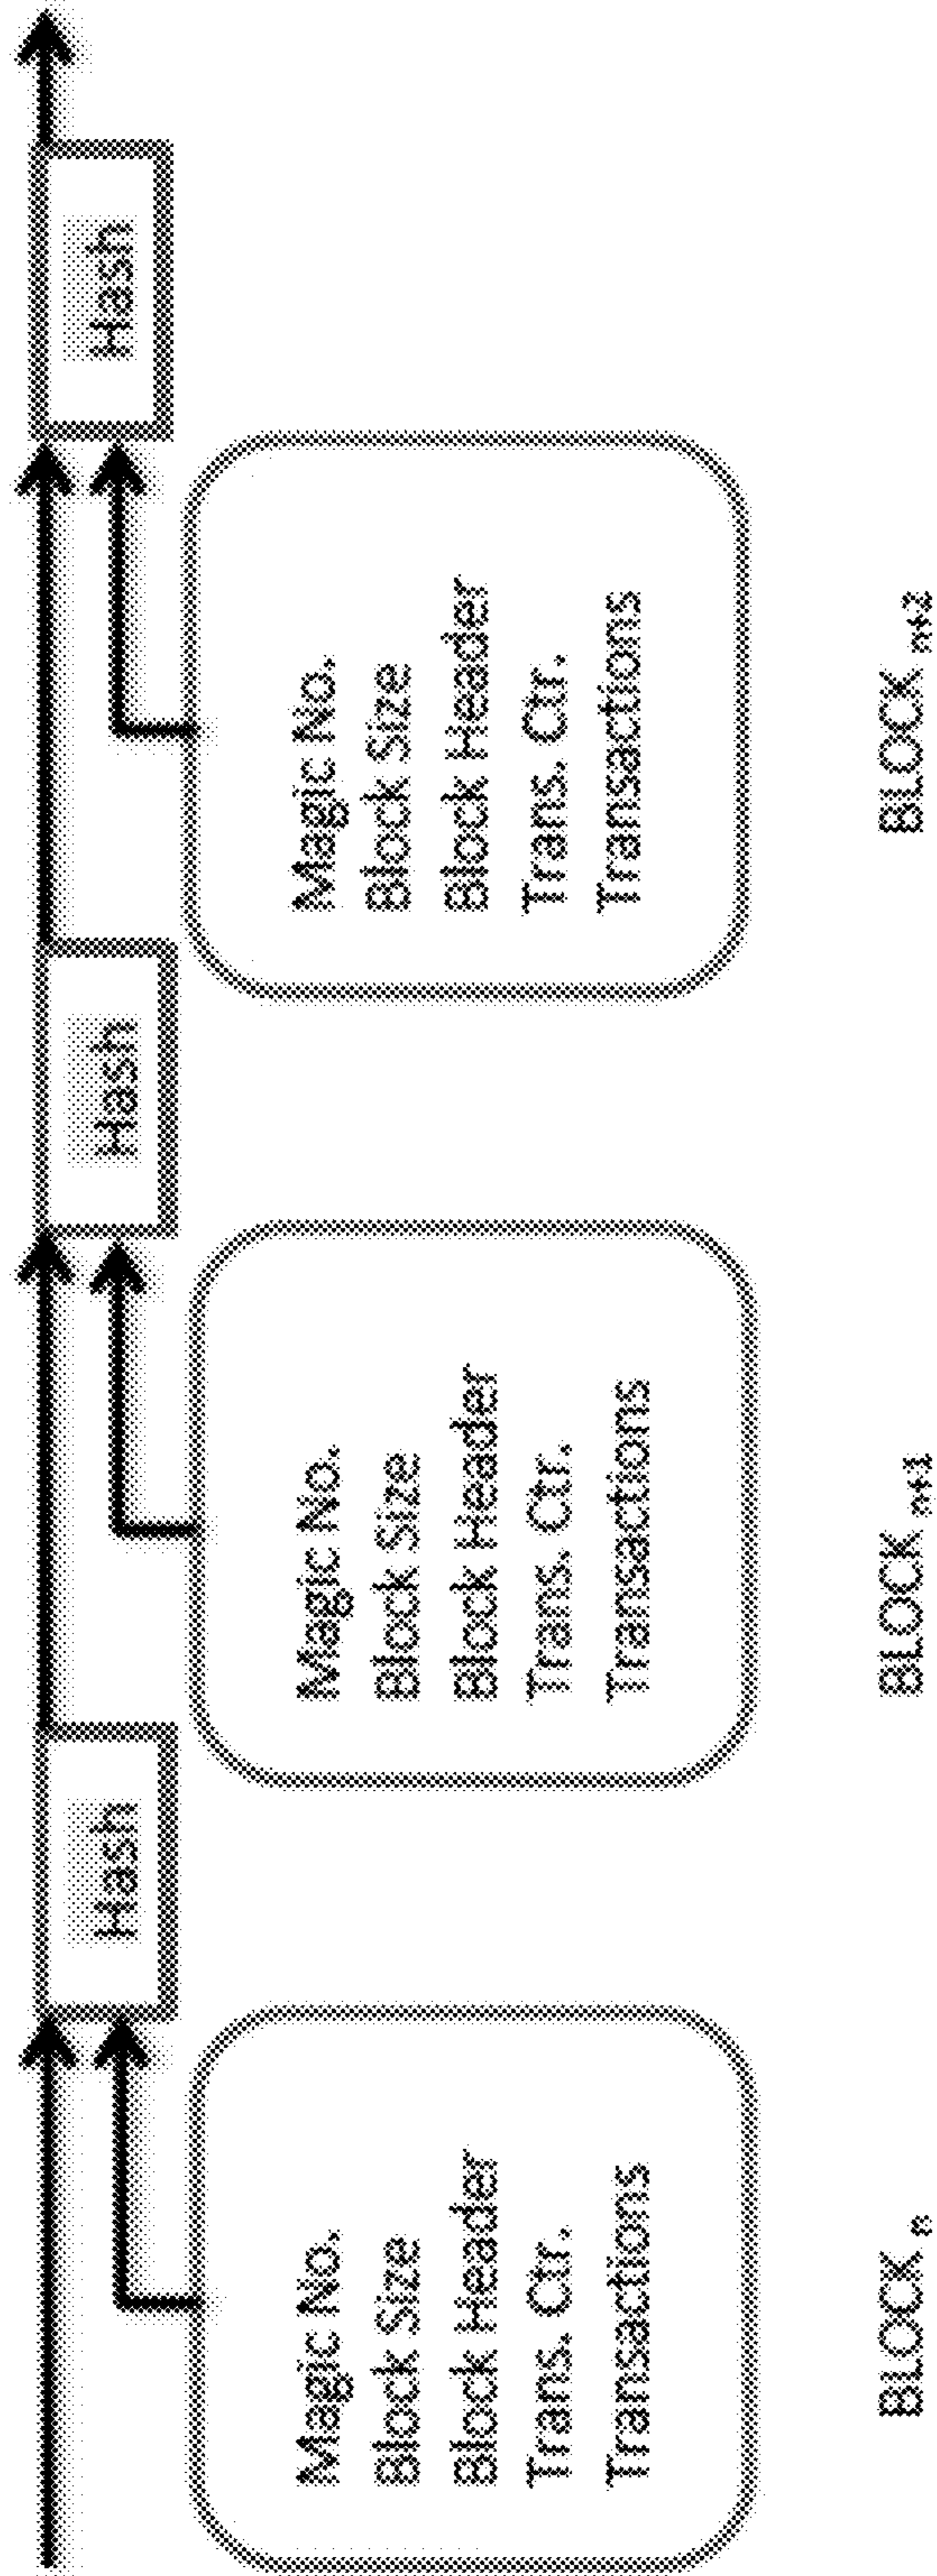 Hash
Hash
Hash
Magic No.
Block Size
Block Header
Trans. Ctr.
Transactions
Magic No.
Block Size
Block Header
Trans. Ctr.
Transactions
Magic No.
Block Size
Block Header
Trans. Ctr.
Transactions
BLOCK n
BLOCK n+1
BLOCK n+2